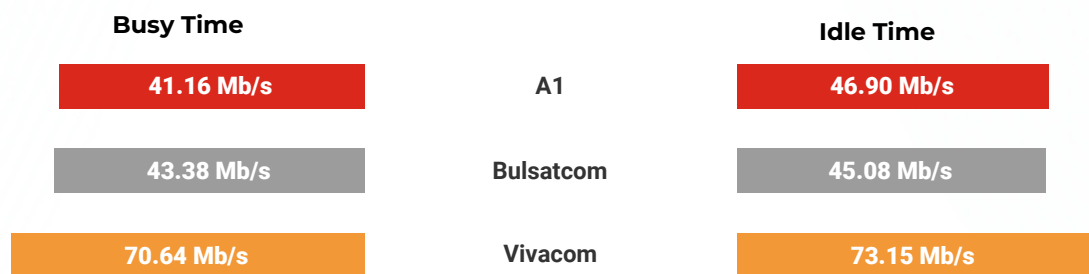 Busy Time
Idle Time
41.16 Mb/s
A1
46.90 Mb/s
43.38 Mb/s
Bulsatcom
45.08 Mb/s
70.64 Mb/s
Vivacom
73.15 Mb/s